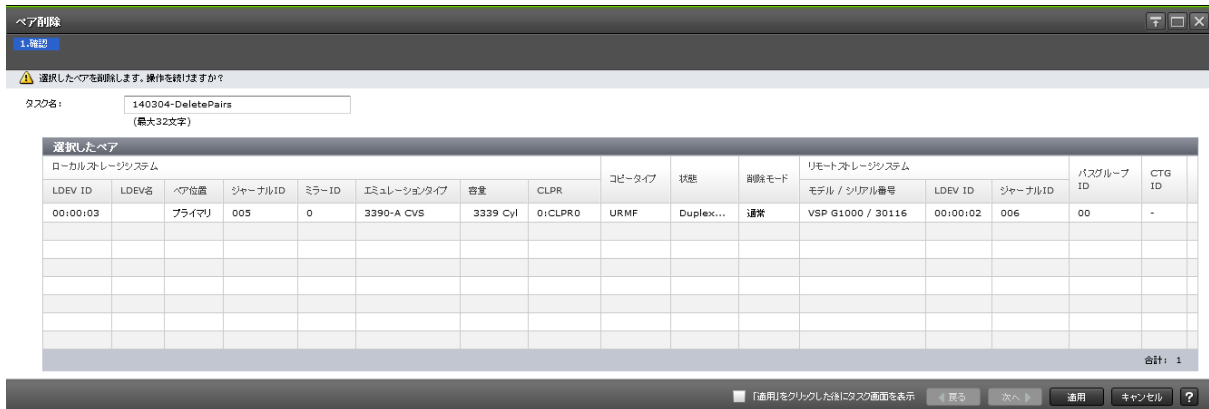 ペア削除
1.確認
選択したペアを削除します。操作を続けますか?
タスク名: 140304-DeletePairs
(最大32文字)
選択したペア
ローカルストレージシステム コピータイプ 状態 削除モード リモートストレージシステム パスグループID CTG ID
LDEV ID LDEV名 ペア位置 ジャーナルID ミラーID エミュレーションタイプ 容量 CLPR モデル / シリアル番号 LDEV ID ジャーナルID
00:00:03 プライマリ 005 0 3390-A CVS 3339 Cyl 0:CLPR0 URMF Duplex... 通常 VSP G1000 / 30116 00:00:02 006 00 -
合計: 1
「適用」をクリックした後にタスク画面を表示 戻る 次へ 適用 キャンセル ?